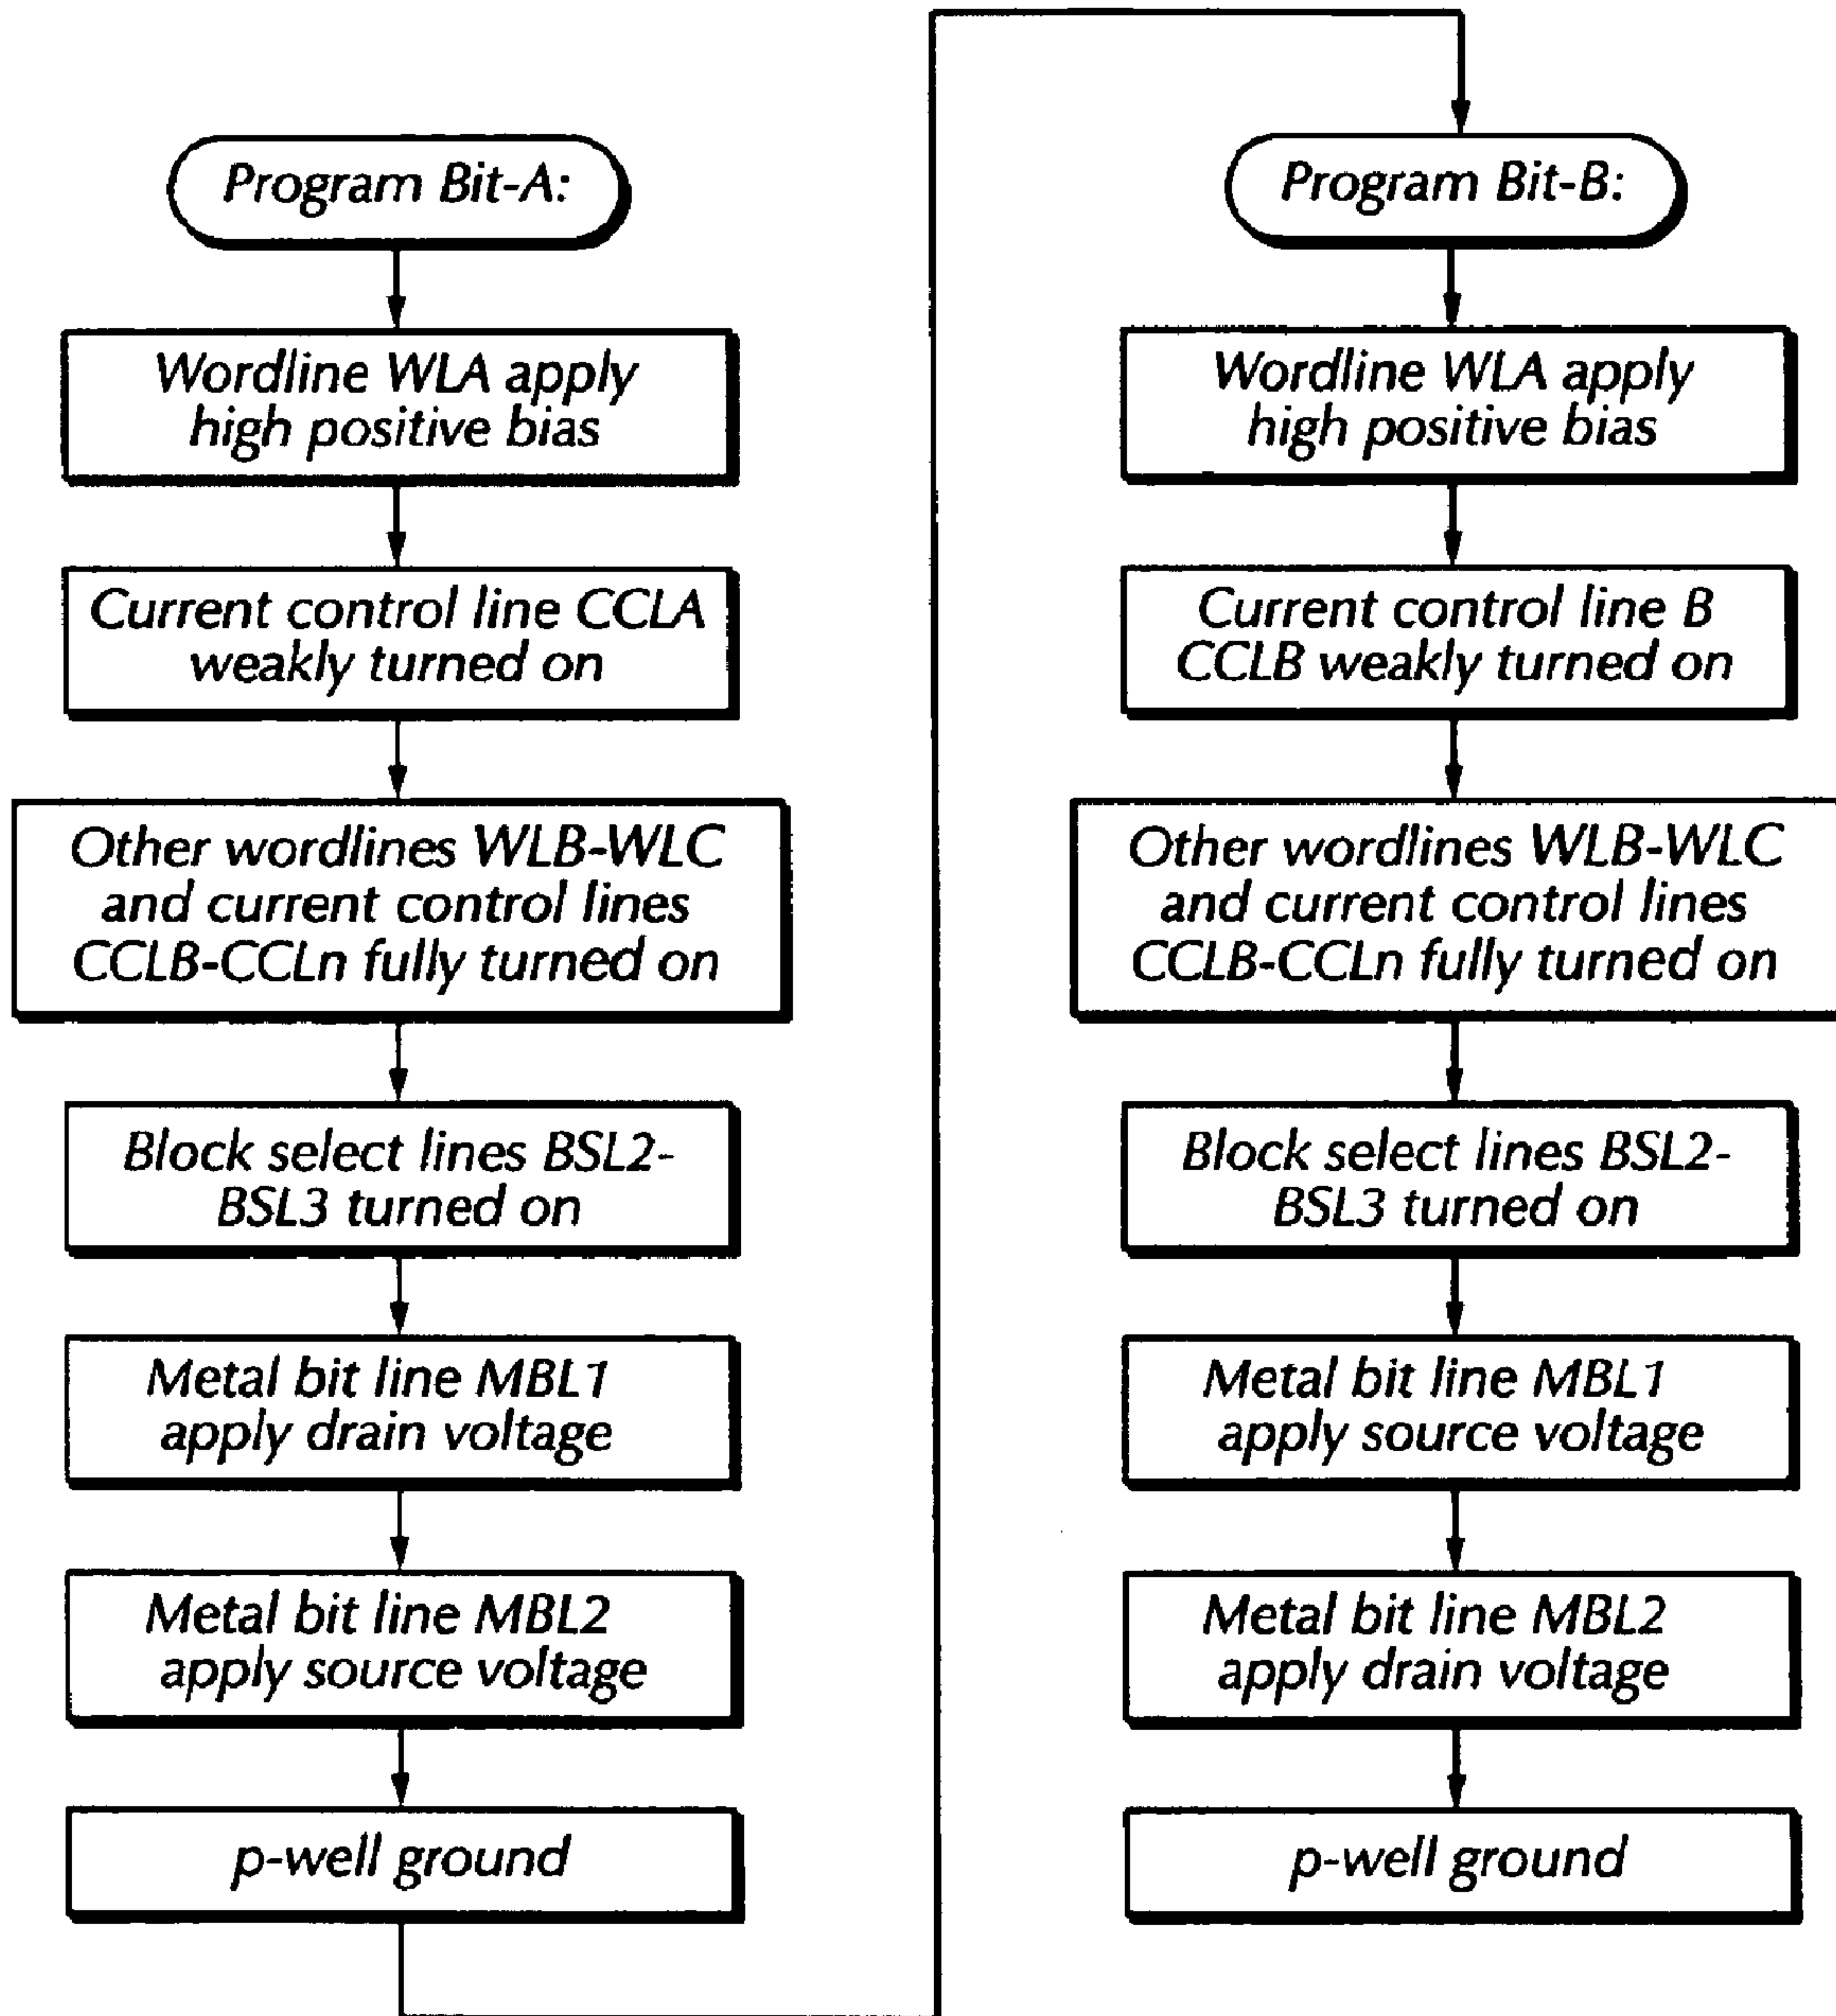 Program Bit-A:
Wordline WLA apply
high positive bias
Current control line CCLA
weakly turned on
Other wordlines WLB-WLC
and current control lines
CCLB-CCLn fully turned on
Block select lines BSL2-
BSL3 turned on
Metal bit line MBL1
apply drain voltage
Metal bit line MBL2
apply source voltage
p-well ground
Program Bit-B:
Wordline WLA apply
high positive bias
Current control line B
CCLB weakly turned on
Other wordlines WLB-WLC
and current control lines
CCLB-CCLn fully turned on
Block select lines BSL2-
BSL3 turned on
Metal bit line MBL1
apply source voltage
Metal bit line MBL2
apply drain voltage
p-well ground